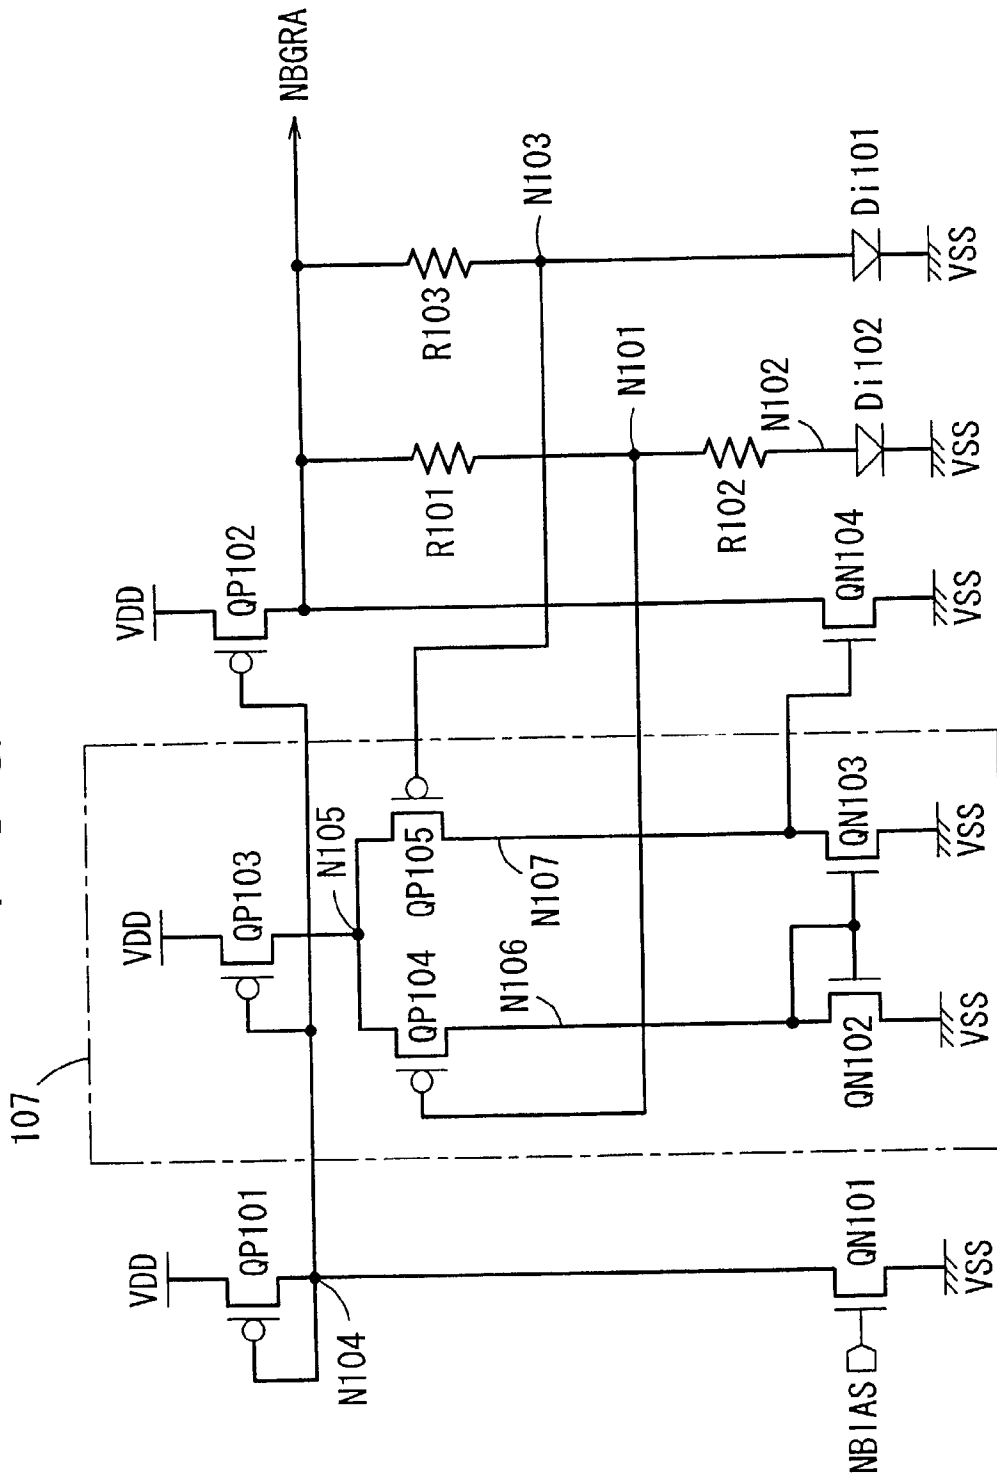 107
VDD
QP101
N104
NBIAS
QN101
VSS
VDD
QP103
N105
QP104
QP105
N106
N107
QN102
VSS
QN103
VSS
VDD
QP102
QN104
VSS
NBGRA
R101
N101
R102
N102
Di102
VSS
R103
N103
Di101
VSS